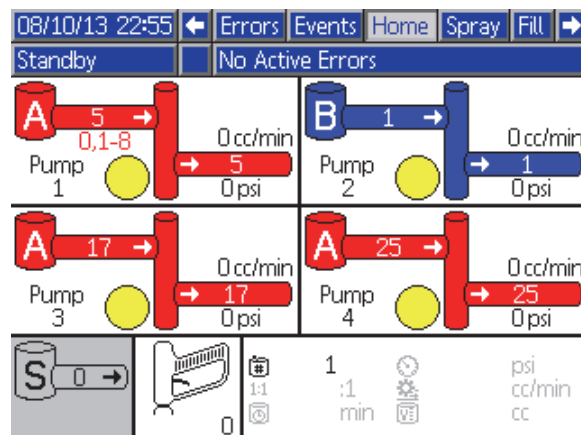 08/10/13 22:55 Errors Events Home Spray Fill
Standby No Active Errors
A 5
0,1-8
0 cc/min
Pump 1
5
0 psi
B 1
0 cc/min
Pump 2
1
0 psi
A 17
0 cc/min
Pump 3
17
0 psi
A 25
0 cc/min
Pump 4
25
0 psi
S 0
0
# 1 psi
1:1 :1 cc/min
min cc